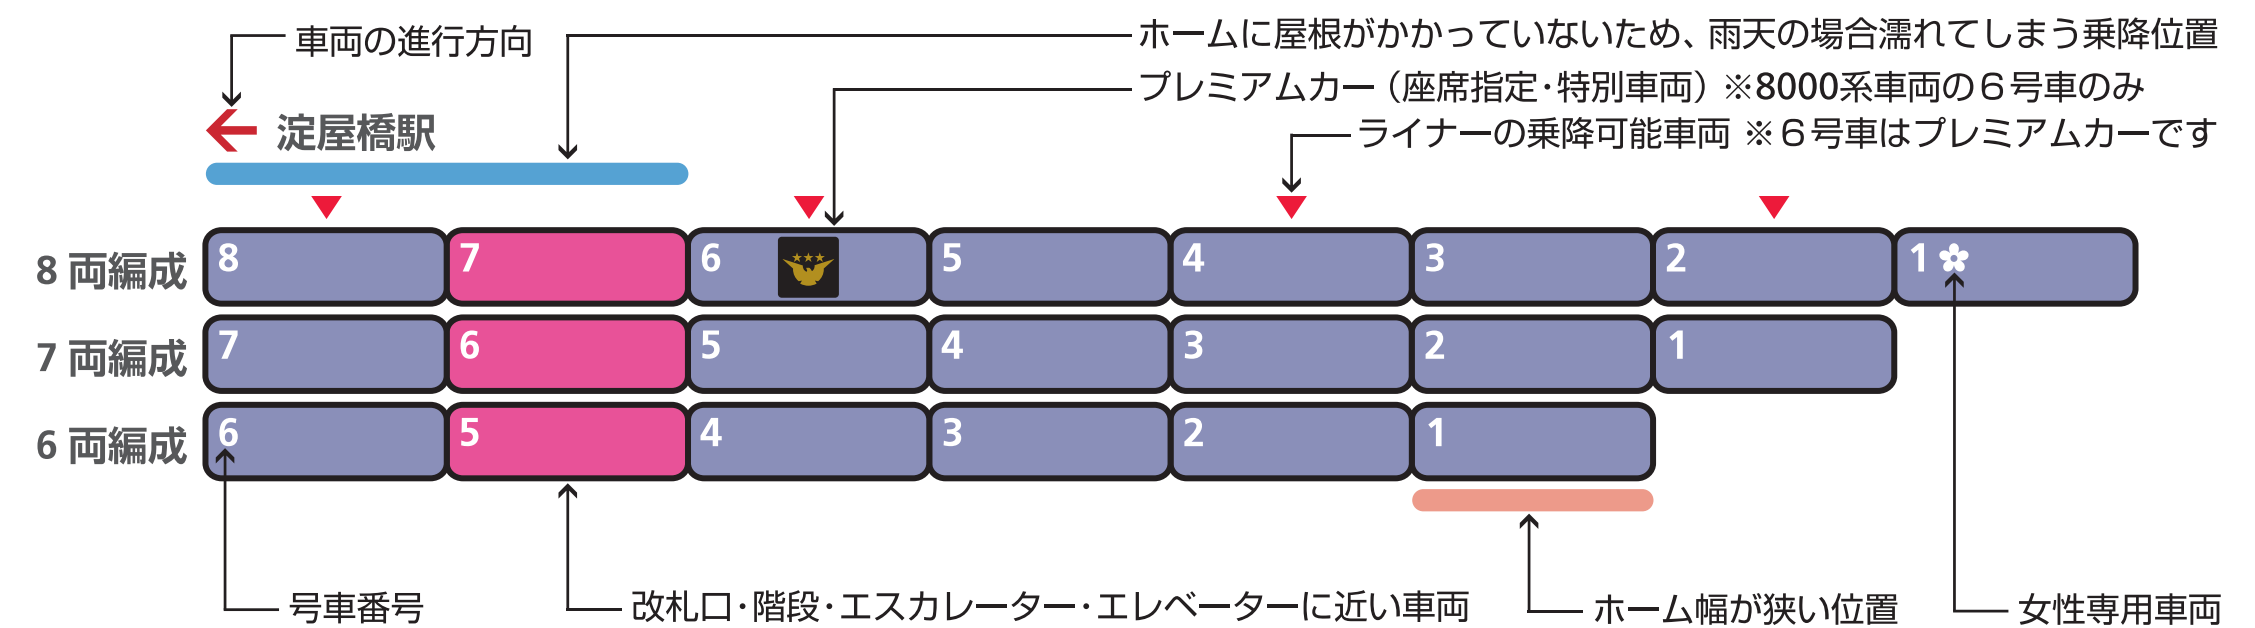 車両の進行方向
ホームに屋根がかかっていないため、雨天の場合濡れてしまう乗降位置
プレミアムカー（座席指定・特別車両）※8000系車両の６号車のみ
淀屋橋駅
ライナーの乗降可能車両 ※６号車はプレミアムカーです
8 両編成 8 7 6 5 4 3 2 1
7 両編成 7 6 5 4 3 2 1
6 両編成 6 5 4 3 2 1
号車番号
改札口・階段・エスカレーター・エレベーターに近い車両
ホーム幅が狭い位置
女性専用車両